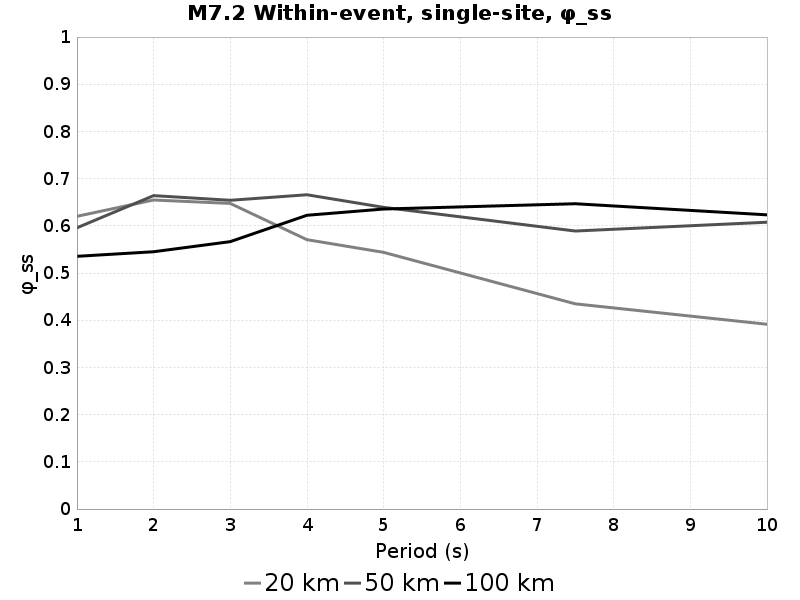 M7.2 Within-event, single-site, φ_ss
1
0.9
0.8
0.7
0.6
0.5
0.4
0.3
0.2
0.1
0
φ_ss
1 2 3 4 5 6 7 8 9 10
Period (s)
20 km 50 km 100 km